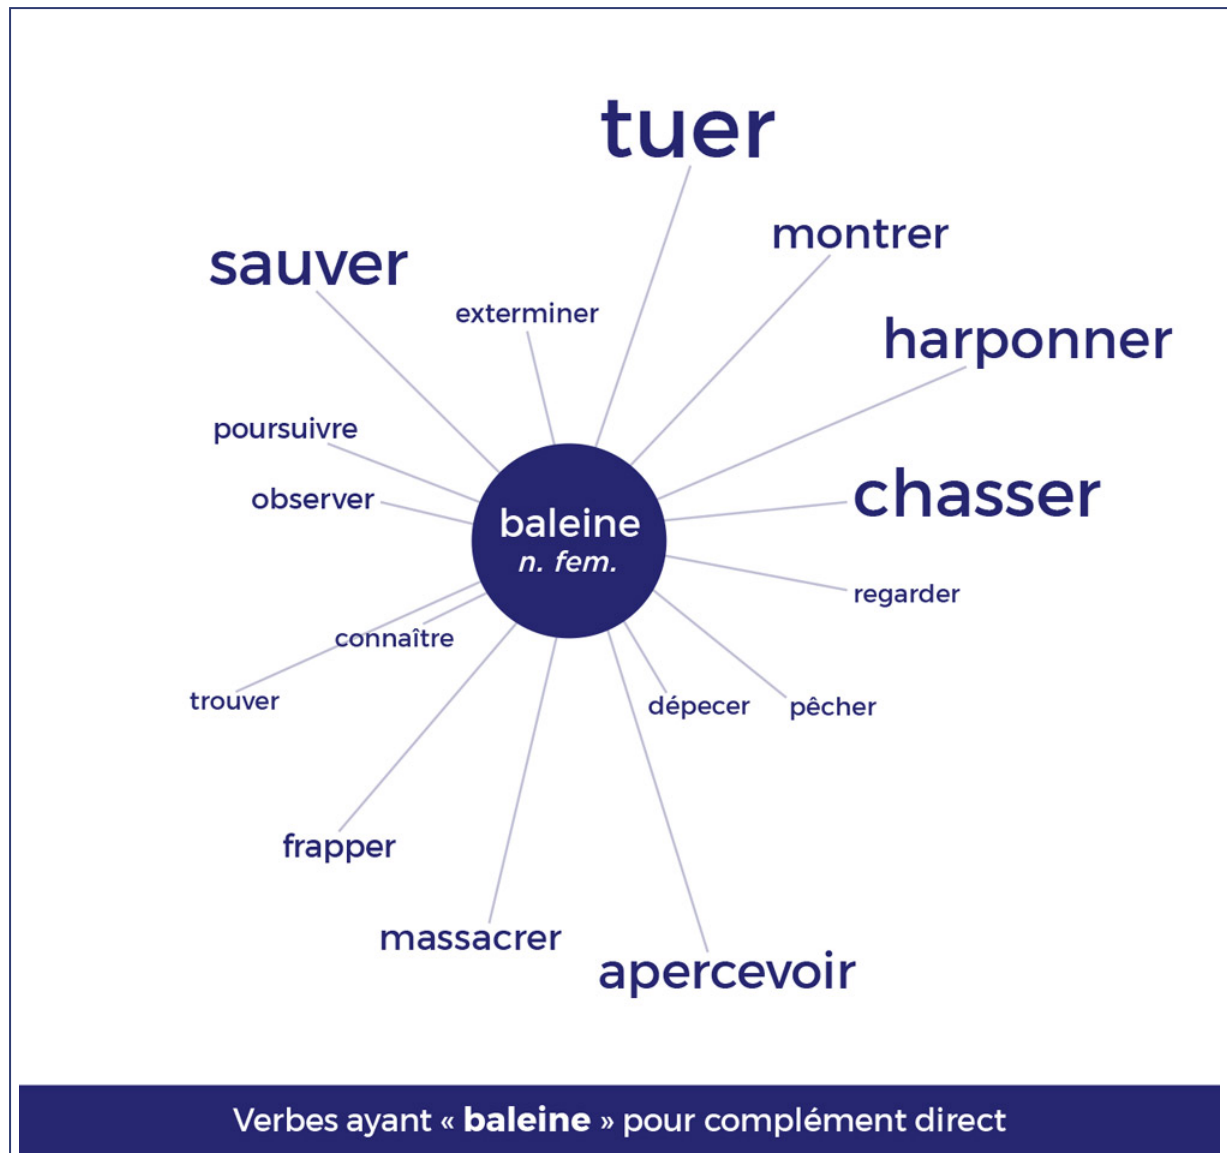 tuer
montrer
sauver
exterminer
harponner
poursuivre
observer
chasser
baleine
n. fem.
regarder
connaître
trouver
dépecer
pêcher
frapper
massacrer
apercevoir
Verbes ayant « baleine » pour complément direct